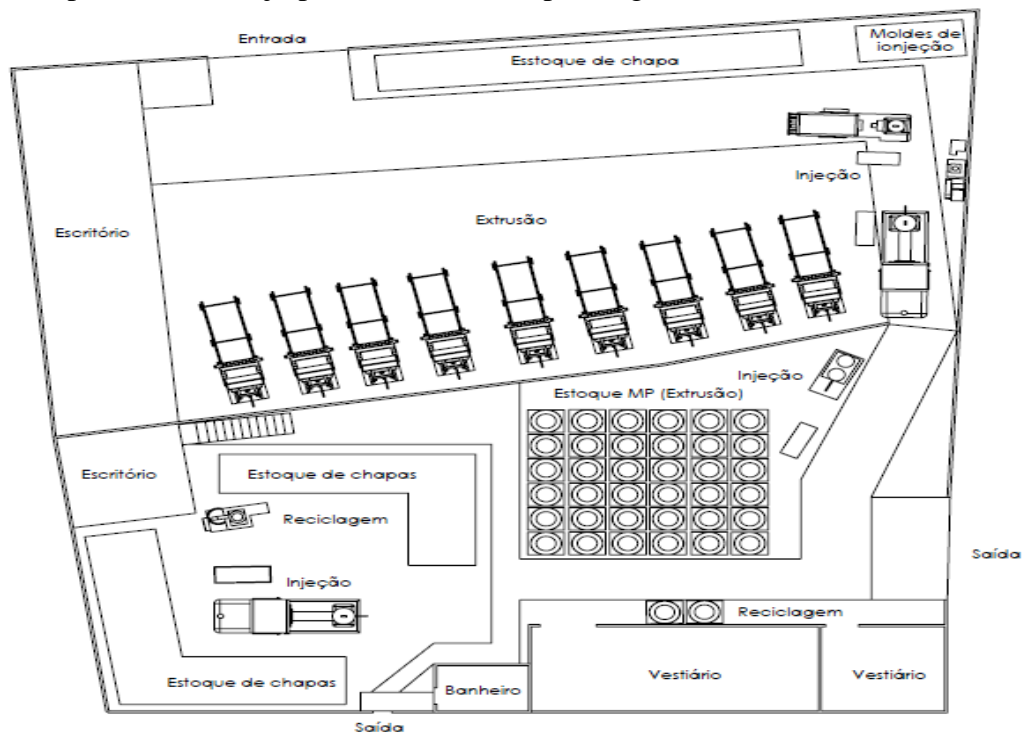 Entrada
Moldes de
ionjeção
Esstoque de chapa
Injeção
Extrusão
Escritório
Injeção
Estoque MP (Extrusão)
Escritório
Estoque de chapas
Reciclagem
Saída
Injeção
Reciclagem
Vestiário
Vestiário
Estoque de chapas
Banheiro
Saída